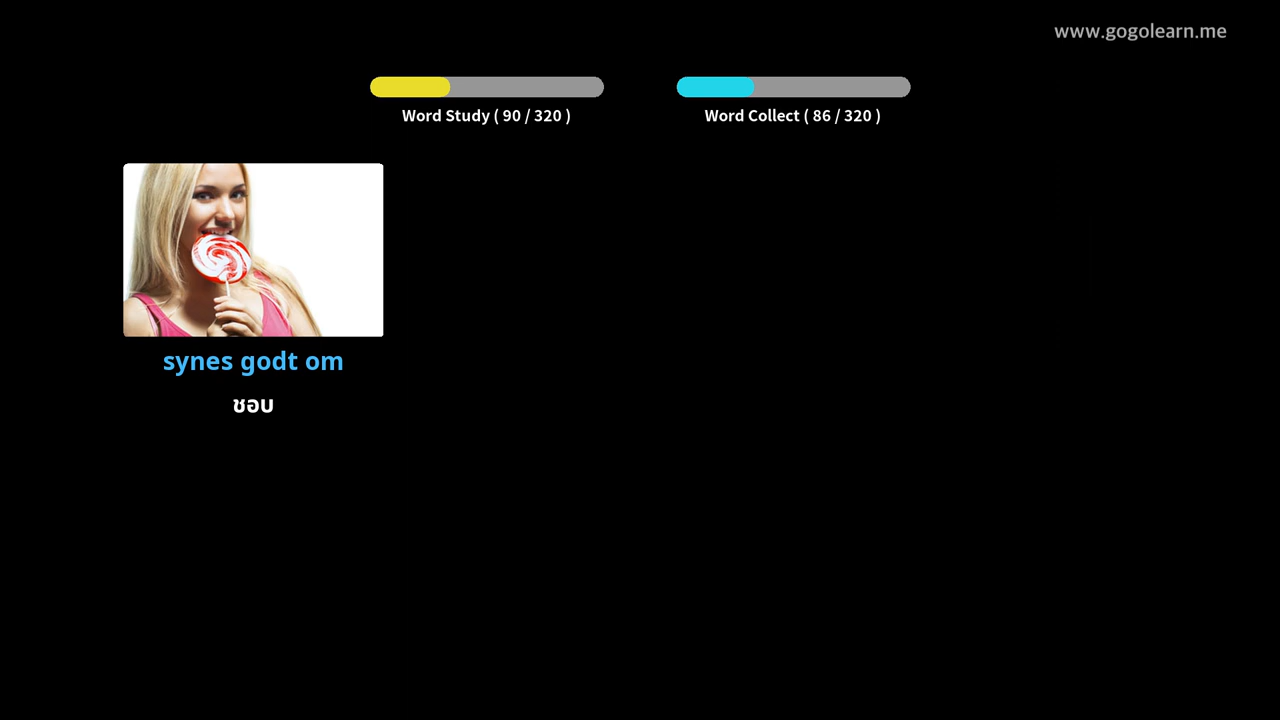 www.gogolearn.me
Word Study ( 90 / 320 )
Word Collect ( 86 / 320 )
synes godt om
ชอบ